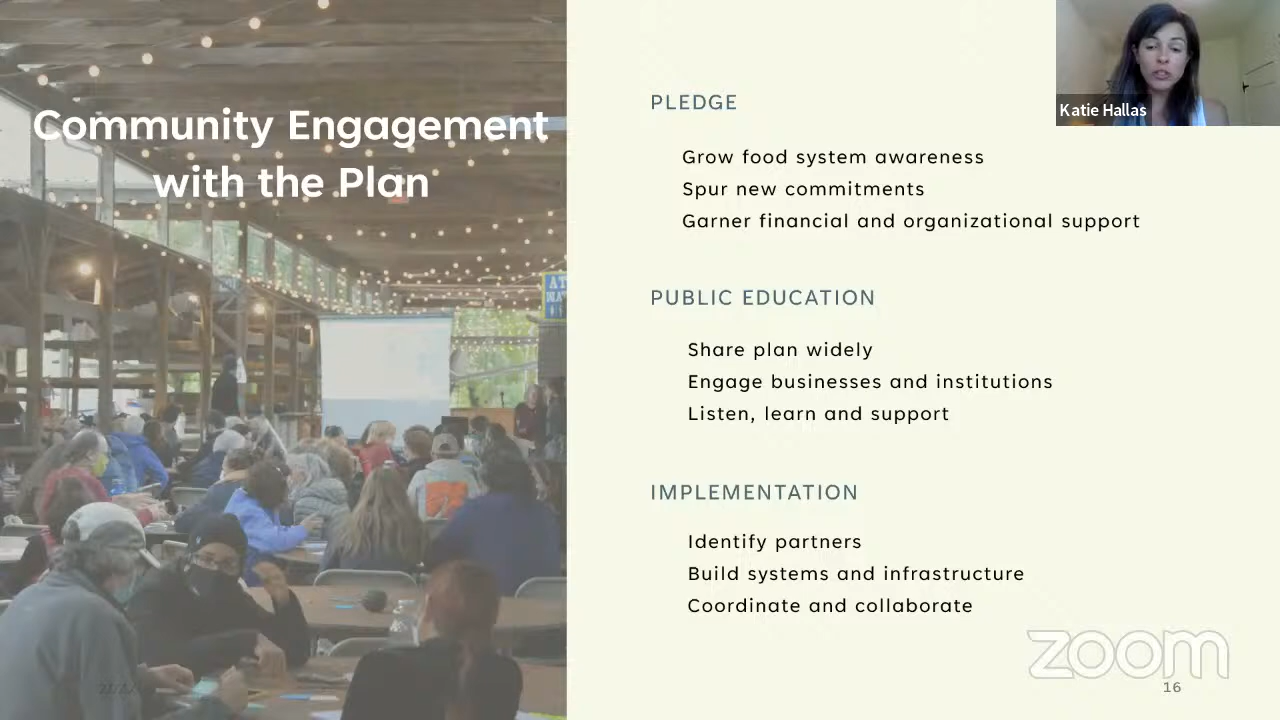 Community Engagement
with the Plan
PLEDGE
Grow food system awareness
Spur new commitments
Garner financial and organizational support
PUBLIC EDUCATION
Share plan widely
Engage businesses and institutions
Listen, learn and support
IMPLEMENTATION
Identify partners
Build systems and infrastructure
Coordinate and collaborate
Katie Hallas
zoom
16